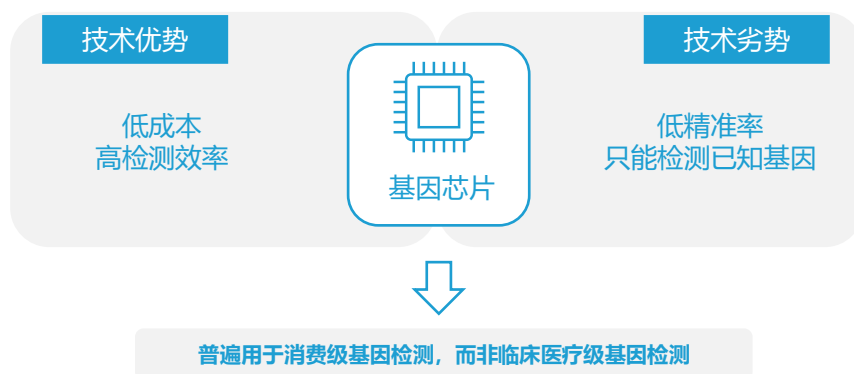 技术优势
低成本
高检测效率
基因芯片
技术劣势
低精准率
只能检测已知基因
普遍用于消费级基因检测，而非临床医疗级基因检测